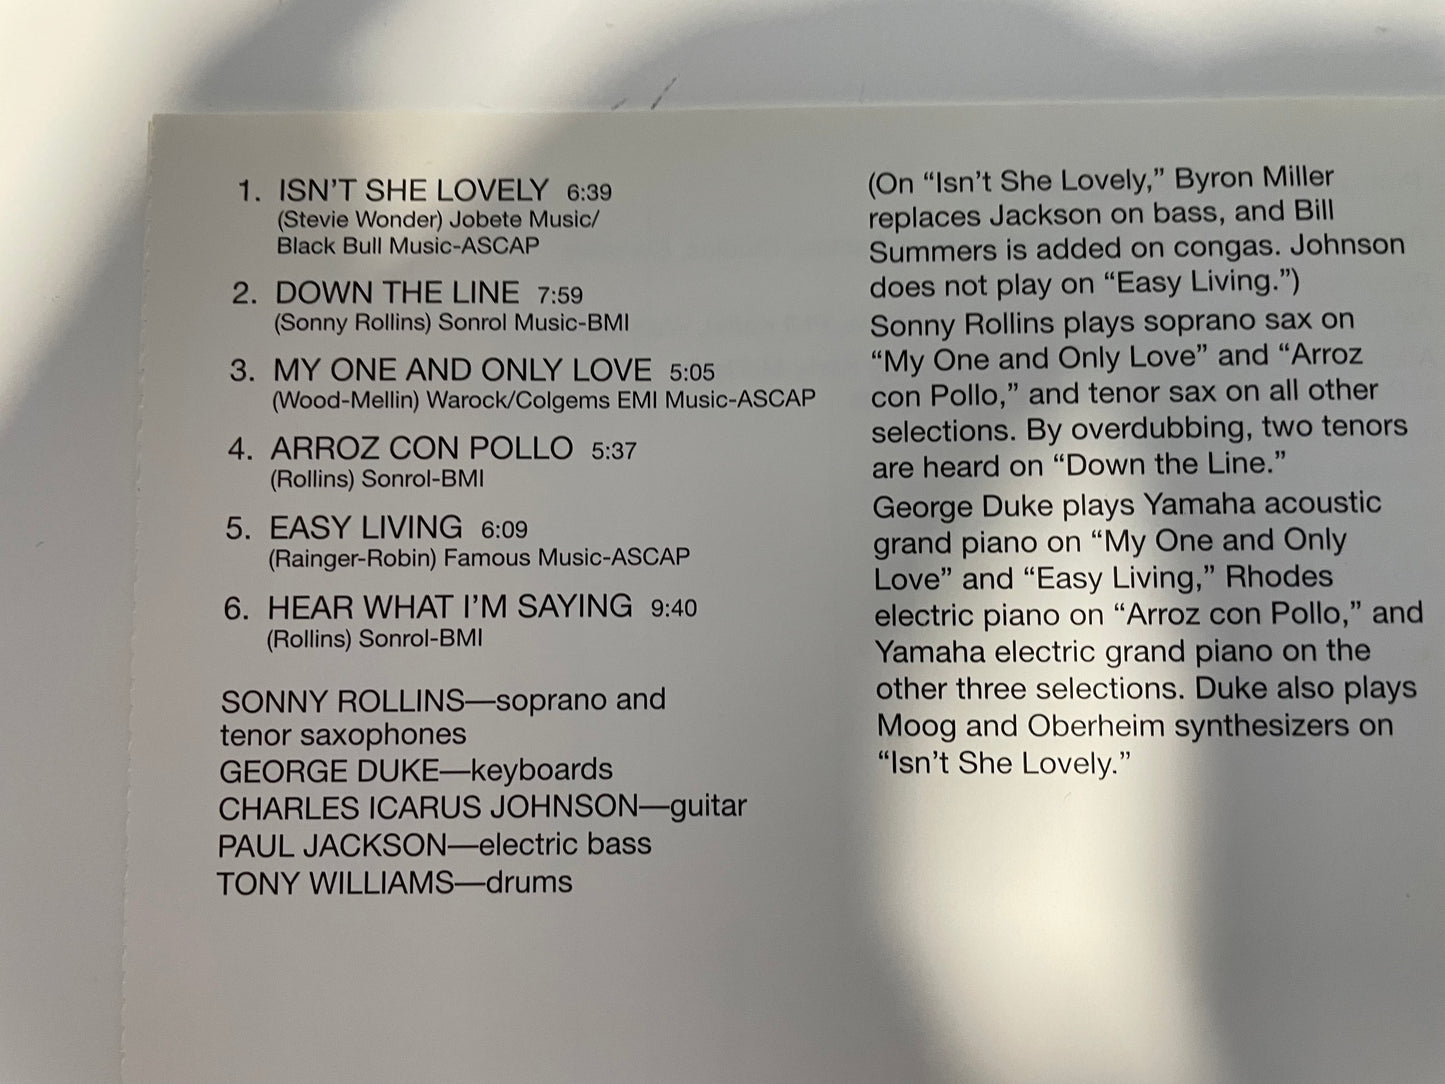 1. ISN'T SHE LOVELY 6:39
(Stevie Wonder) Jobete Music/
Black Bull Music-ASCAP
2. DOWN THE LINE 7:59
(Sonny Rollins) Sonrol Music-BMI
3. MY ONE AND ONLY LOVE 5:05
(Wood-Mellin) Warock/Colgems EMI Music-ASCAP
4. ARROZ CON POLLO 5:37
(Rollins) Sonrol-BMI
5. EASY LIVING 6:09
(Rainger-Robin) Famous Music-ASCAP
6. HEAR WHAT I'M SAYING 9:40
(Rollins) Sonrol-BMI
SONNY ROLLINS—soprano and
tenor saxophones
GEORGE DUKE—keyboards
CHARLES ICARUS JOHNSON—guitar
PAUL JACKSON—electric bass
TONY WILLIAMS—drums
(On “Isn't She Lovely,” Byron Miller
replaces Jackson on bass, and Bill
Summers is added on congas. Johnson
does not play on “Easy Living.”)
Sonny Rollins plays soprano sax on
“My One and Only Love” and “Arroz
con Pollo,” and tenor sax on all other
selections. By overdubbing, two tenors
are heard on “Down the Line.”
George Duke plays Yamaha acoustic
grand piano on “My One and Only
Love” and “Easy Living,” Rhodes
electric piano on “Arroz con Pollo,” and
Yamaha electric grand piano on the
other three selections. Duke also plays
Moog and Oberheim synthesizers on
“Isn't She Lovely.”